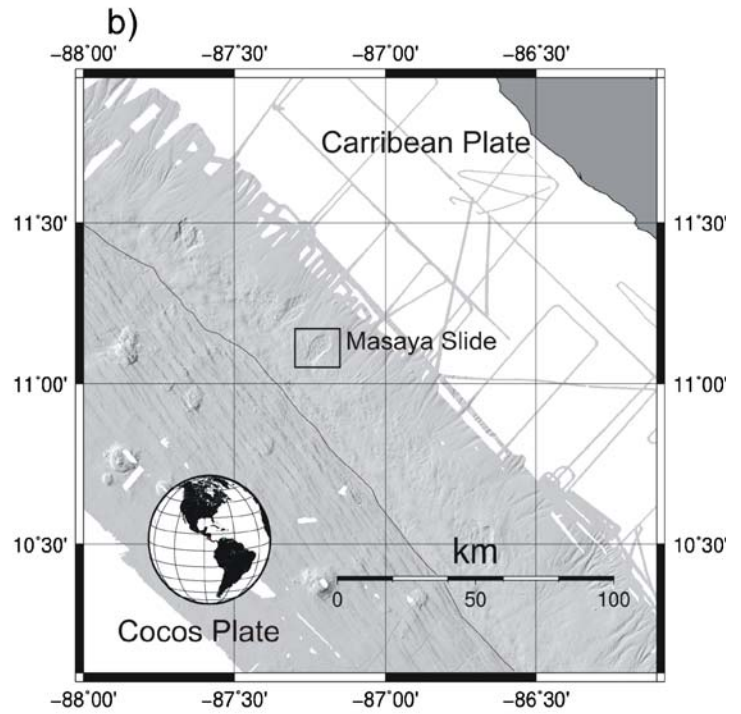 b)
-88˚00' -87˚30' -87˚00' -86˚30'
Carribean Plate
11˚30' 11˚30'
Masaya Slide
11˚00' 11˚00'
10˚30' 10˚30'
km
0 50 100
Cocos Plate
-88˚00' -87˚30' -87˚00' -86˚30'